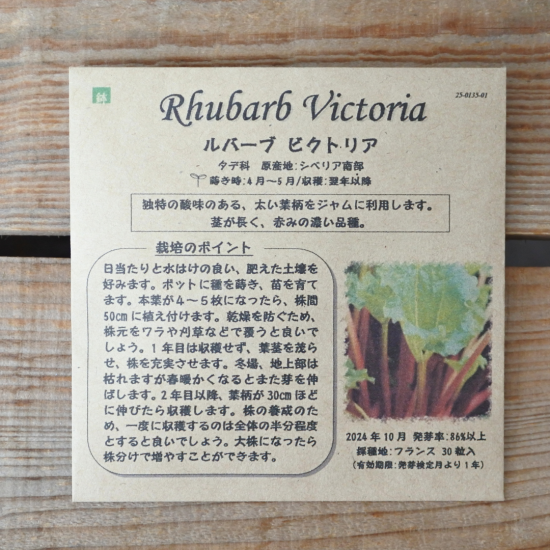 25-0135-01
Rhubarb Victoria
ルバーブ ビクトリア
タデ科 原産地:シベリア南部
蒔き時:4月～5月/収穫:翌年以降
独特の酸味のある、太い葉柄をジャムに利用します。
茎が長く、赤みの濃い品種。
栽培のポイント
日当たりと水はけの良い、肥えた土壌を
好みます。ポットに種を蒔き、苗を育て
ます。本葉が４～５枚になったら、株間
50cmに植え付けます。乾燥を防ぐため、
株元をワラや刈草などで覆うと良いで
しょう。１年目は収穫せず、葉茎を茂ら
せ、株を充実させます。冬場、地上部は
枯れますが春暖かくなるとまた芽を伸
ばします。２年目以降、葉柄が30cmほど
に伸びたら収穫します。株の養成のた
め、一度に収穫するのは全体の半分程度
とすると良いでしょう。大株になったら
株分けで増やすことができます。
2024年10月 発芽率:86%以上
採種地:フランス 30粒入
(有効期限:発芽検定月より1年)